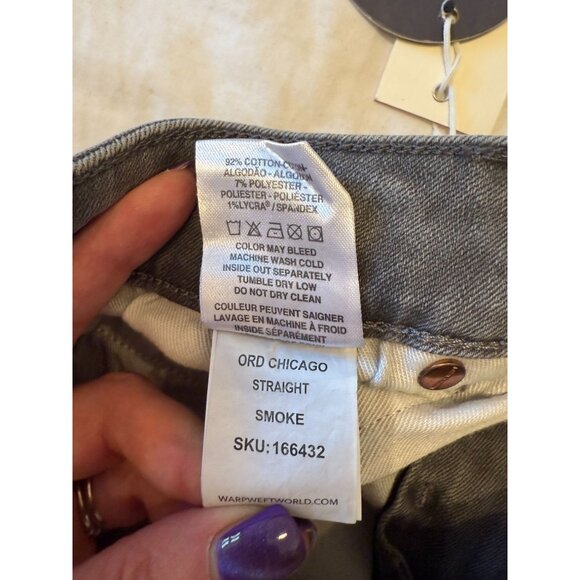 92% COTTON-COTON-
ALGODÃO - ALGODÓN
7% POLYESTER -
POLIESTER - POLIÉSTER
1%LYCRA® / SPANDEX
COLOR MAY BLEED
MACHINE WASH COLD
INSIDE OUT SEPARATELY
TUMBLE DRY LOW
DO NOT DRY CLEAN
COULEUR PEUVENT SAIGNER
LAVAGE EN MACHINE À FROID
INSIDE SÉPARÉMENT
ORD CHICAGO
STRAIGHT
SMOKE
SKU:166432
WARPWEFTWORLD.COM